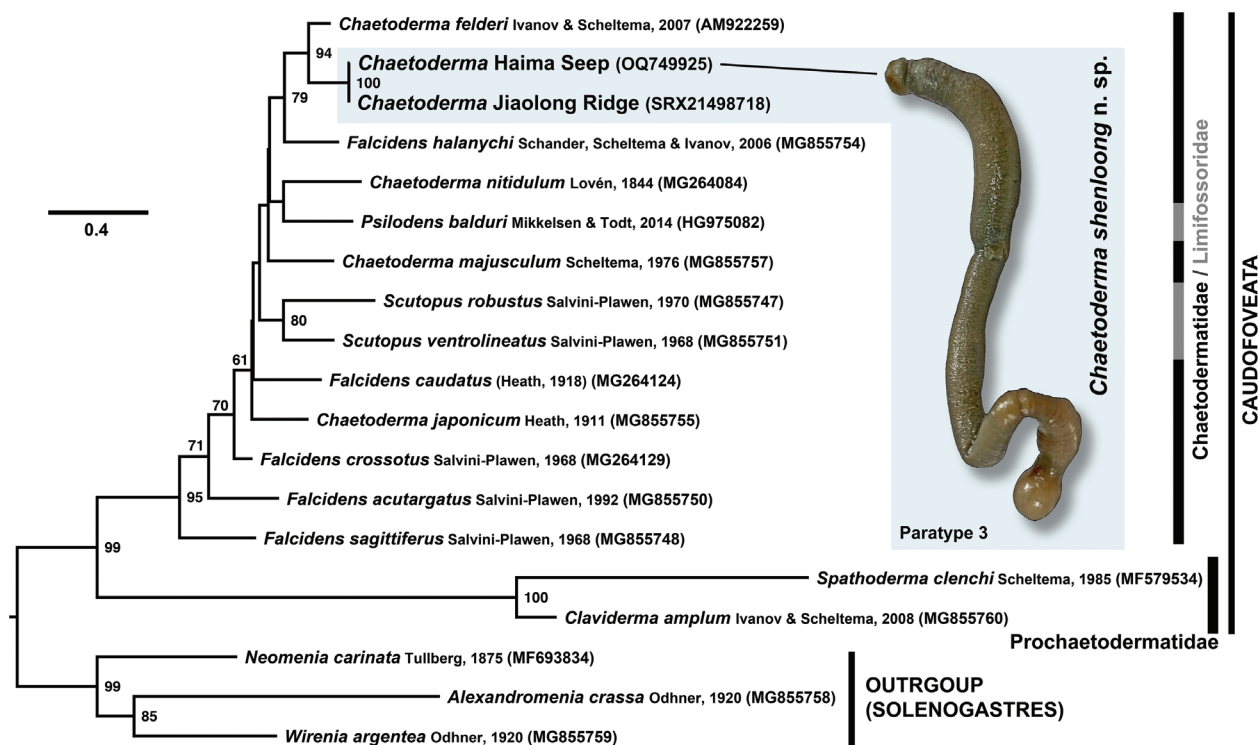 Chaetoderma felderi Ivanov & Scheltema, 2007 (AM922259)
94
Chaetoderma Haima Seep (OQ749925)
100
Chaetoderma Jiaolong Ridge (SRX21498718)
79
Falcidens halanychi Schander, Scheltema & Ivanov, 2006 (MG855754)
Chaetoderma nitidulum Lovén, 1844 (MG264084)
0.4
Psilodens balduri Mikkelsen & Todt, 2014 (HG975082)
Chaetoderma majusculum Scheltema, 1976 (MG855757)
Scutopus robustus Salvini-Plawen, 1970 (MG855747)
80
Scutopus ventrolineatus Salvini-Plawen, 1968 (MG855751)
61
Falcidens caudatus (Heath, 1918) (MG264124)
70
Chaetoderma japonicum Heath, 1911 (MG855755)
71
Falcidens crossotus Salvini-Plawen, 1968 (MG264129)
95
Falcidens acutargatus Salvini-Plawen, 1992 (MG855750)
Falcidens sagittiferus Salvini-Plawen, 1968 (MG855748)
99
Spathoderma clenchi Scheltema, 1985 (MF579534)
100
Claviderma amplum Ivanov & Scheltema, 2008 (MG855760)
Prochaetodermatidae
Neomenia carinata Tullberg, 1875 (MF693834)
99
Alexandromenia crassa Odhner, 1920 (MG855758)
85
Wirenia argentea Odhner, 1920 (MG855759)
OUTRGOUP
(SOLENOGASTRES)
Paratype 3
Chaetoderma shenloong n. sp.
Chaetodermatidae / Limifossoridae
CAUDOFOVEATA